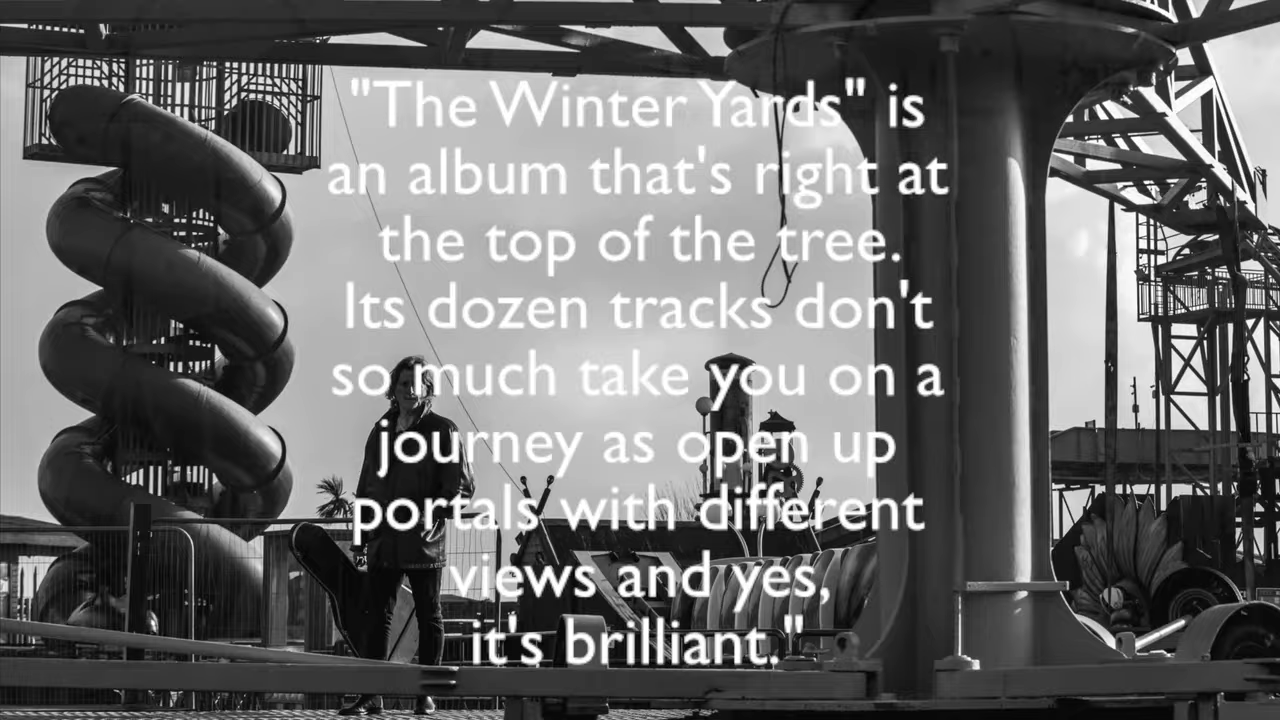 "The Winter Yards" is
an album that's right at
the top of the tree.
Its dozen tracks don't
so much take you on a
journey as open up
portals with different
views and yes,
it's brilliant."